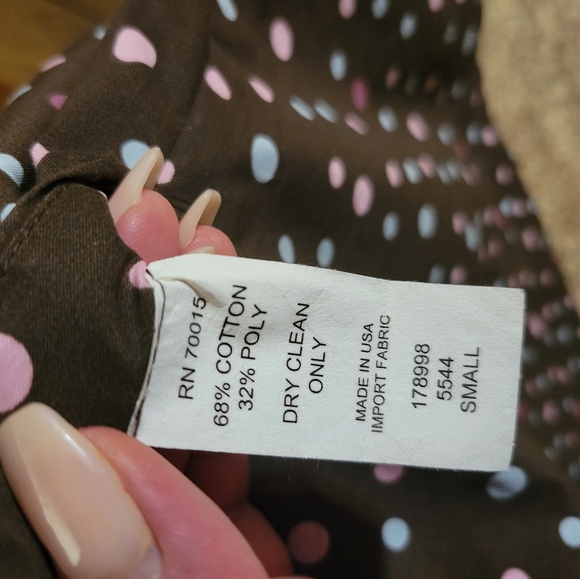 RN 70015
68% COTTON
32% POLY
DRY CLEAN
ONLY
MADE IN USA
IMPORT FABRIC
178998
5544
SMALL